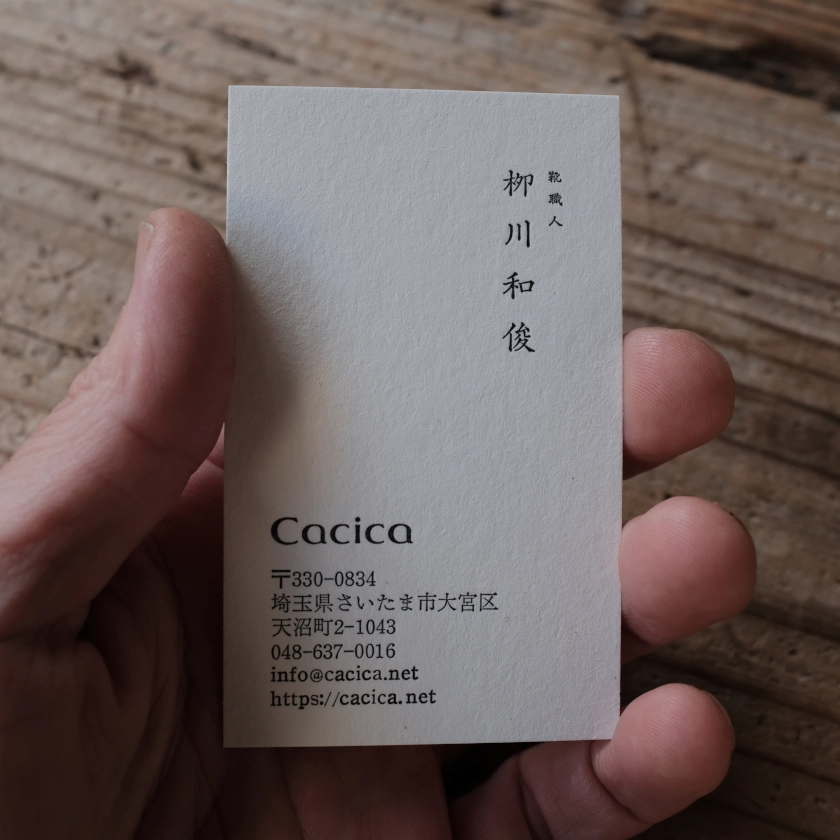 靴職人
栁川和俊
Cacica
〒330-0834
埼玉県さいたま市大宮区
天沼町2-1043
048-637-0016
info@cacica.net
https://cacica.net